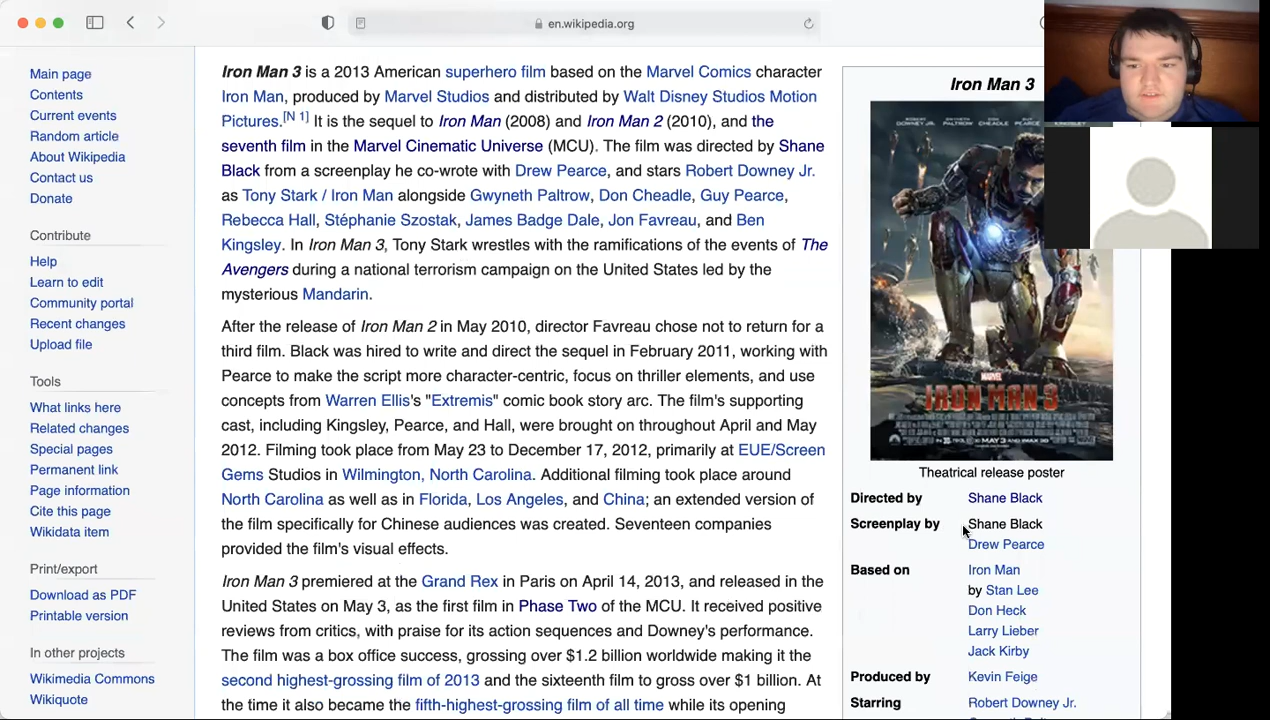 en.wikipedia.org
Main page
Contents
Current events
Random article
About Wikipedia
Contact us
Donate
Contribute
Help
Learn to edit
Community portal
Recent changes
Upload file
Tools
What links here
Related changes
Special pages
Permanent link
Page information
Cite this page
Wikidata item
Print/export
Download as PDF
Printable version
In other projects
Wikimedia Commons
Wikiquote
Iron Man 3 is a 2013 American superhero film based on the Marvel Comics character
Iron Man, produced by Marvel Studios and distributed by Walt Disney Studios Motion
Pictures.[N 1] It is the sequel to Iron Man (2008) and Iron Man 2 (2010), and the
seventh film in the Marvel Cinematic Universe (MCU). The film was directed by Shane
Black from a screenplay he co-wrote with Drew Pearce, and stars Robert Downey Jr.
as Tony Stark / Iron Man alongside Gwyneth Paltrow, Don Cheadle, Guy Pearce,
Rebecca Hall, Stéphanie Szostak, James Badge Dale, Jon Favreau, and Ben
Kingsley. In Iron Man 3, Tony Stark wrestles with the ramifications of the events of The
Avengers during a national terrorism campaign on the United States led by the
mysterious Mandarin.
After the release of Iron Man 2 in May 2010, director Favreau chose not to return for a
third film. Black was hired to write and direct the sequel in February 2011, working with
Pearce to make the script more character-centric, focus on thriller elements, and use
concepts from Warren Ellis's "Extremis" comic book story arc. The film's supporting
cast, including Kingsley, Pearce, and Hall, were brought on throughout April and May
2012. Filming took place from May 23 to December 17, 2012, primarily at EUE/Screen
Gems Studios in Wilmington, North Carolina. Additional filming took place around
North Carolina as well as in Florida, Los Angeles, and China; an extended version of
the film specifically for Chinese audiences was created. Seventeen companies
provided the film's visual effects.
Iron Man 3 premiered at the Grand Rex in Paris on April 14, 2013, and released in the
United States on May 3, as the first film in Phase Two of the MCU. It received positive
reviews from critics, with praise for its action sequences and Downey's performance.
The film was a box office success, grossing over $1.2 billion worldwide making it the
second highest-grossing film of 2013 and the sixteenth film to gross over $1 billion. At
the time it also became the fifth-highest-grossing film of all time while its opening
Iron Man 3
MARVEL
IRON MAN 3
Theatrical release poster
Directed by Shane Black
Screenplay by Shane Black
Drew Pearce
Based on Iron Man
by Stan Lee
Don Heck
Larry Lieber
Jack Kirby
Produced by Kevin Feige
Starring Robert Downey Jr.